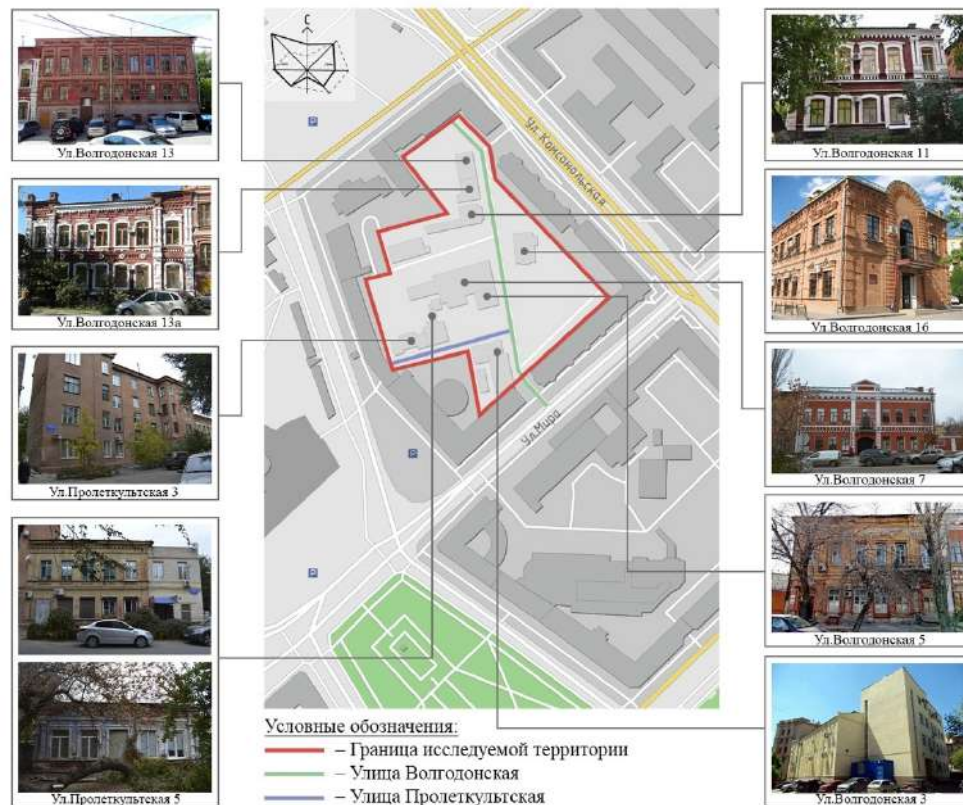 Ул.Волгодонская 13
Ул.Волгодонская 13а
Ул.Пролеткультская 3
Ул.Пролеткультская 5
С
P
Ул. Комсомольская
Ул.Мира
P
P
Условные обозначения:
– Граница исследуемой территории
– Улица Волгодонская
– Улица Пролеткультская
Ул.Волгодонская 11
Ул.Волгодонская 16
Ул.Волгодонская 7
Ул.Волгодонская 5
Ул.Волгодонская 3